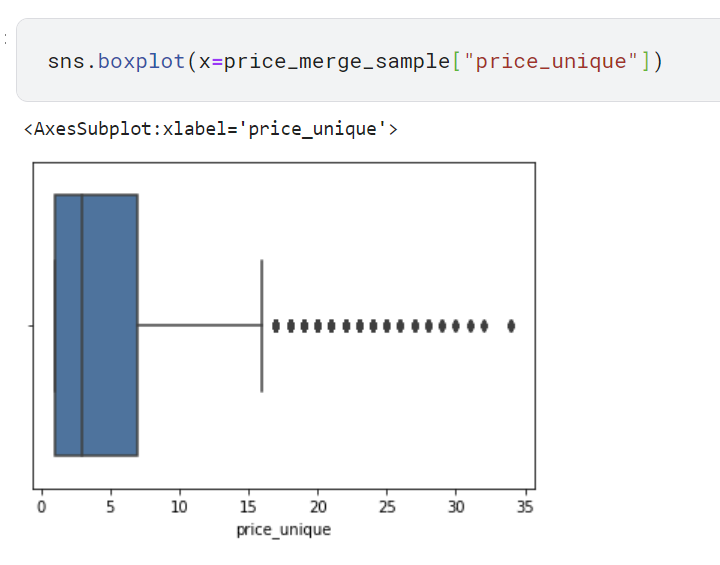 sns.boxplot(x=price_merge_sample["price_unique"])
<AxesSubplot:xlabel='price_unique'>
0 5 10 15 20 25 30 35
price_unique